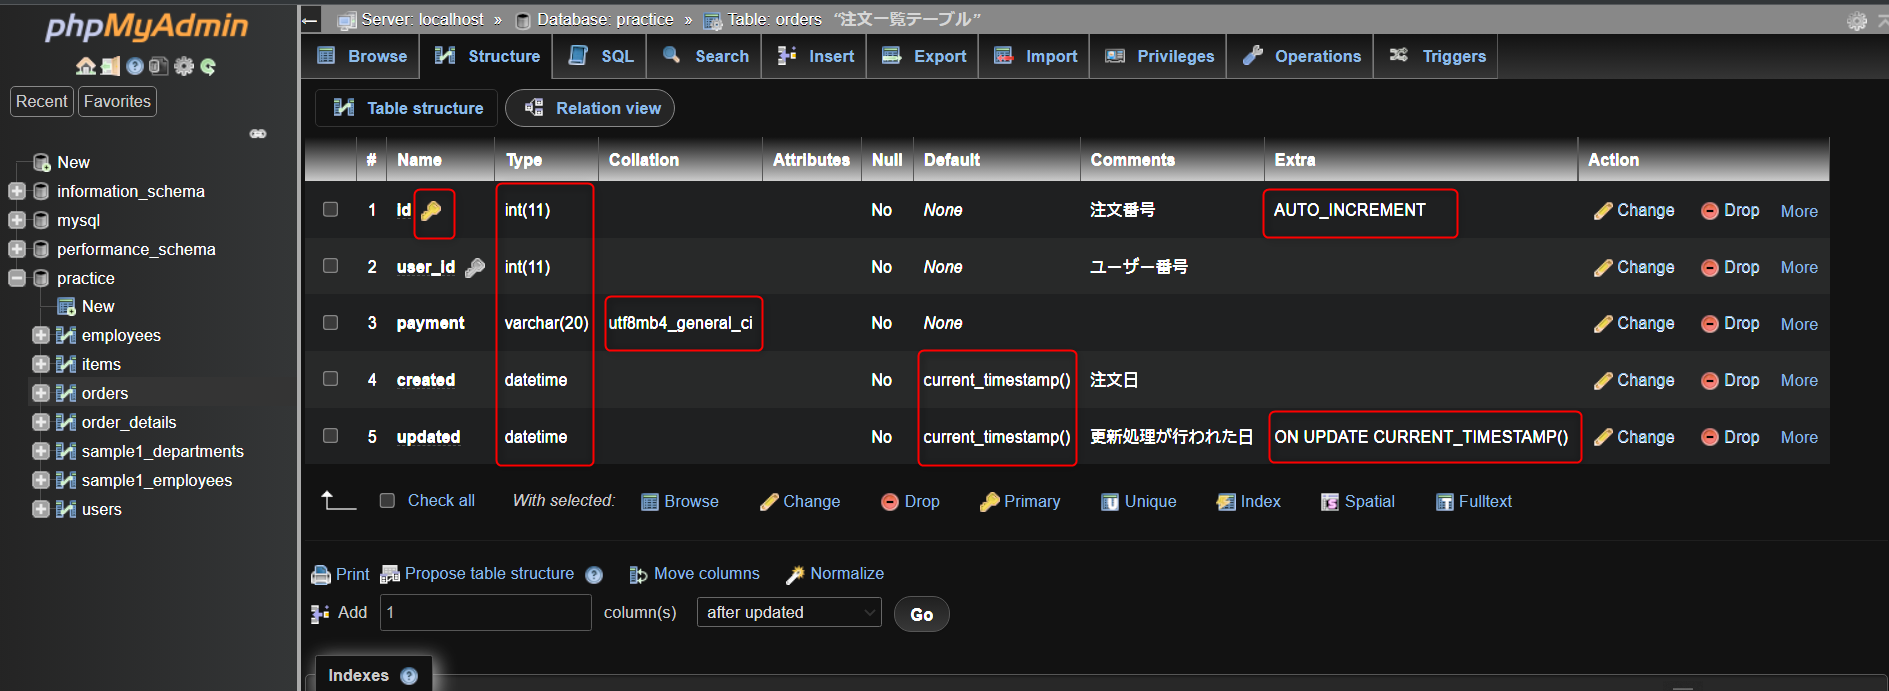 phpMyAdmin
Recent Favorites
New
information_schema
mysql
performance_schema
practice
New
employees
items
orders
order_details
sample1_departments
sample1_employees
users
Server: localhost » Database: practice » Table: orders “注文一覧テーブル”
Browse Structure SQL Search Insert Export Import Privileges Operations Triggers
Table structure Relation view
# Name Type Collation Attributes Null Default Comments Extra Action
1 id int(11) No None 注文番号 AUTO_INCREMENT Change Drop More
2 user_id int(11) No None ユーザー番号 Change Drop More
3 payment varchar(20) utf8mb4_general_ci No None Change Drop More
4 created datetime No current_timestamp() 注文日 Change Drop More
5 updated datetime No current_timestamp() 更新処理が行われた日 ON UPDATE CURRENT_TIMESTAMP() Change Drop More
Check all With selected: Browse Change Drop Primary Unique Index Spatial Fulltext
Print Propose table structure Move columns Normalize
Add 1 column(s) after updated Go
Indexes